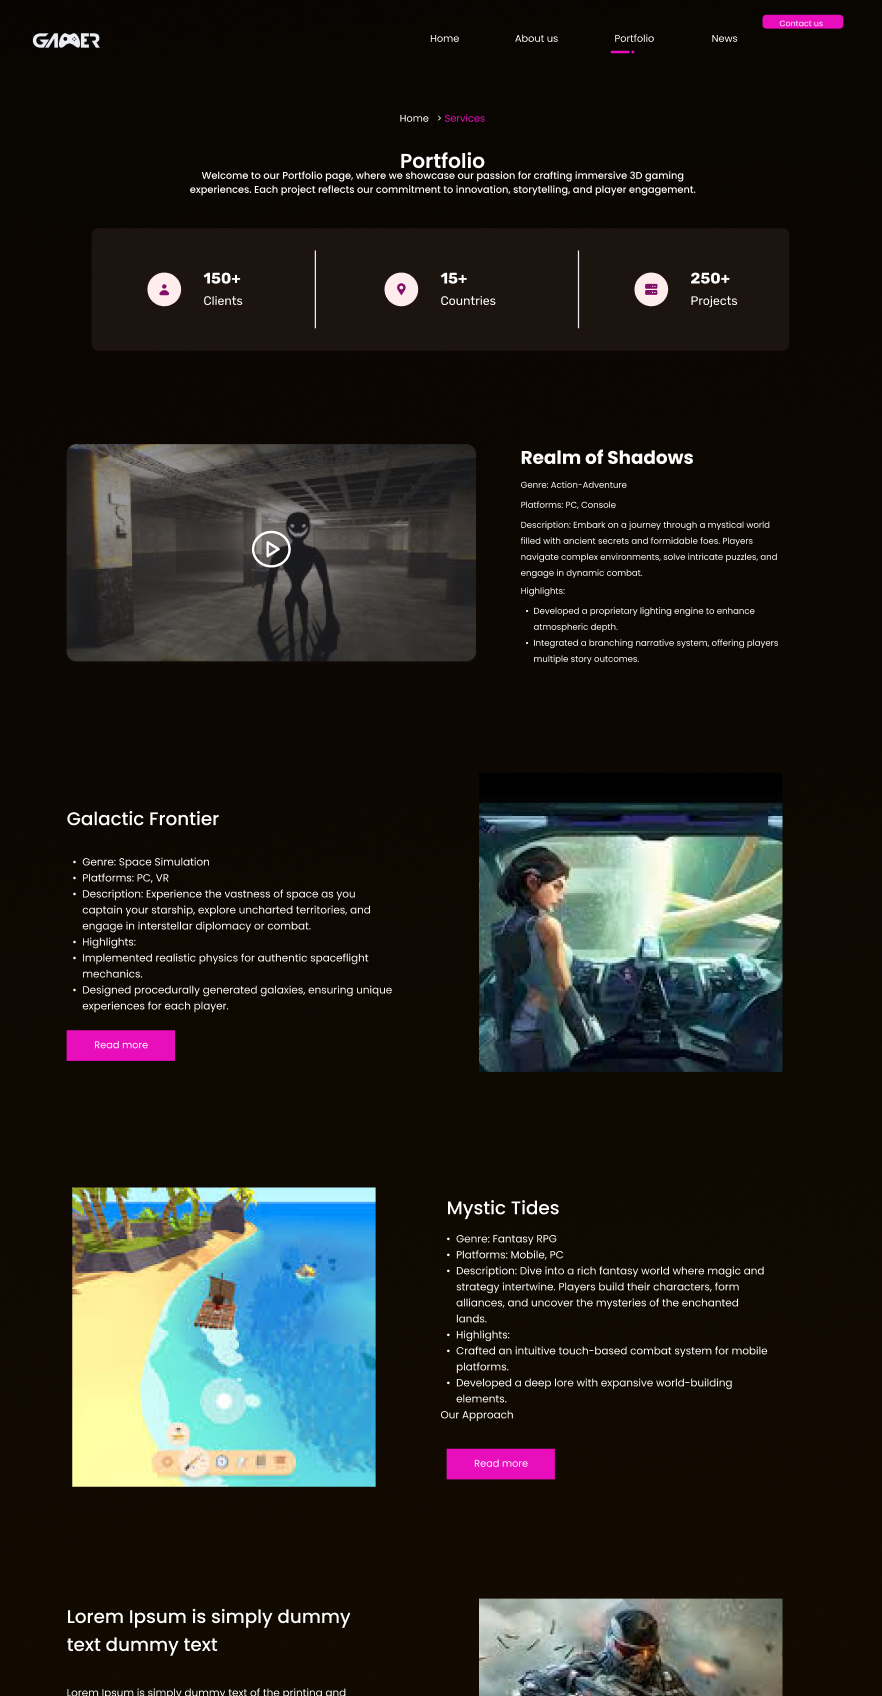 Contact us
GAMER
Home
About us
Portfolio
News
Home > Services
Portfolio
Welcome to our Portfolio page, where we showcase our passion for crafting immersive 3D gaming
experiences. Each project reflects our commitment to innovation, storytelling, and player engagement.
150+
Clients
15+
Countries
250+
Projects
Realm of Shadows
Genre: Action-Adventure
Platforms: PC, Console
Description: Embark on a journey through a mystical world
filled with ancient secrets and formidable foes. Players
navigate complex environments, solve intricate puzzles, and
engage in dynamic combat.
Highlights:
• Developed a proprietary lighting engine to enhance
atmospheric depth.
• Integrated a branching narrative system, offering players
multiple story outcomes.
Galactic Frontier
• Genre: Space Simulation
• Platforms: PC, VR
• Description: Experience the vastness of space as you
captain your starship, explore uncharted territories, and
engage in interstellar diplomacy or combat.
• Highlights:
• Implemented realistic physics for authentic spaceflight
mechanics.
• Designed procedurally generated galaxies, ensuring unique
experiences for each player.
Read more
Mystic Tides
• Genre: Fantasy RPG
• Platforms: Mobile, PC
• Description: Dive into a rich fantasy world where magic and
strategy intertwine. Players build their characters, form
alliances, and uncover the mysteries of the enchanted
lands.
• Highlights:
• Crafted an intuitive touch-based combat system for mobile
platforms.
• Developed a deep lore with expansive world-building
elements.
Our Approach
Read more
Lorem Ipsum is simply dummy
text dummy text
Lorem Ipsum is simply dummy text of the printing and